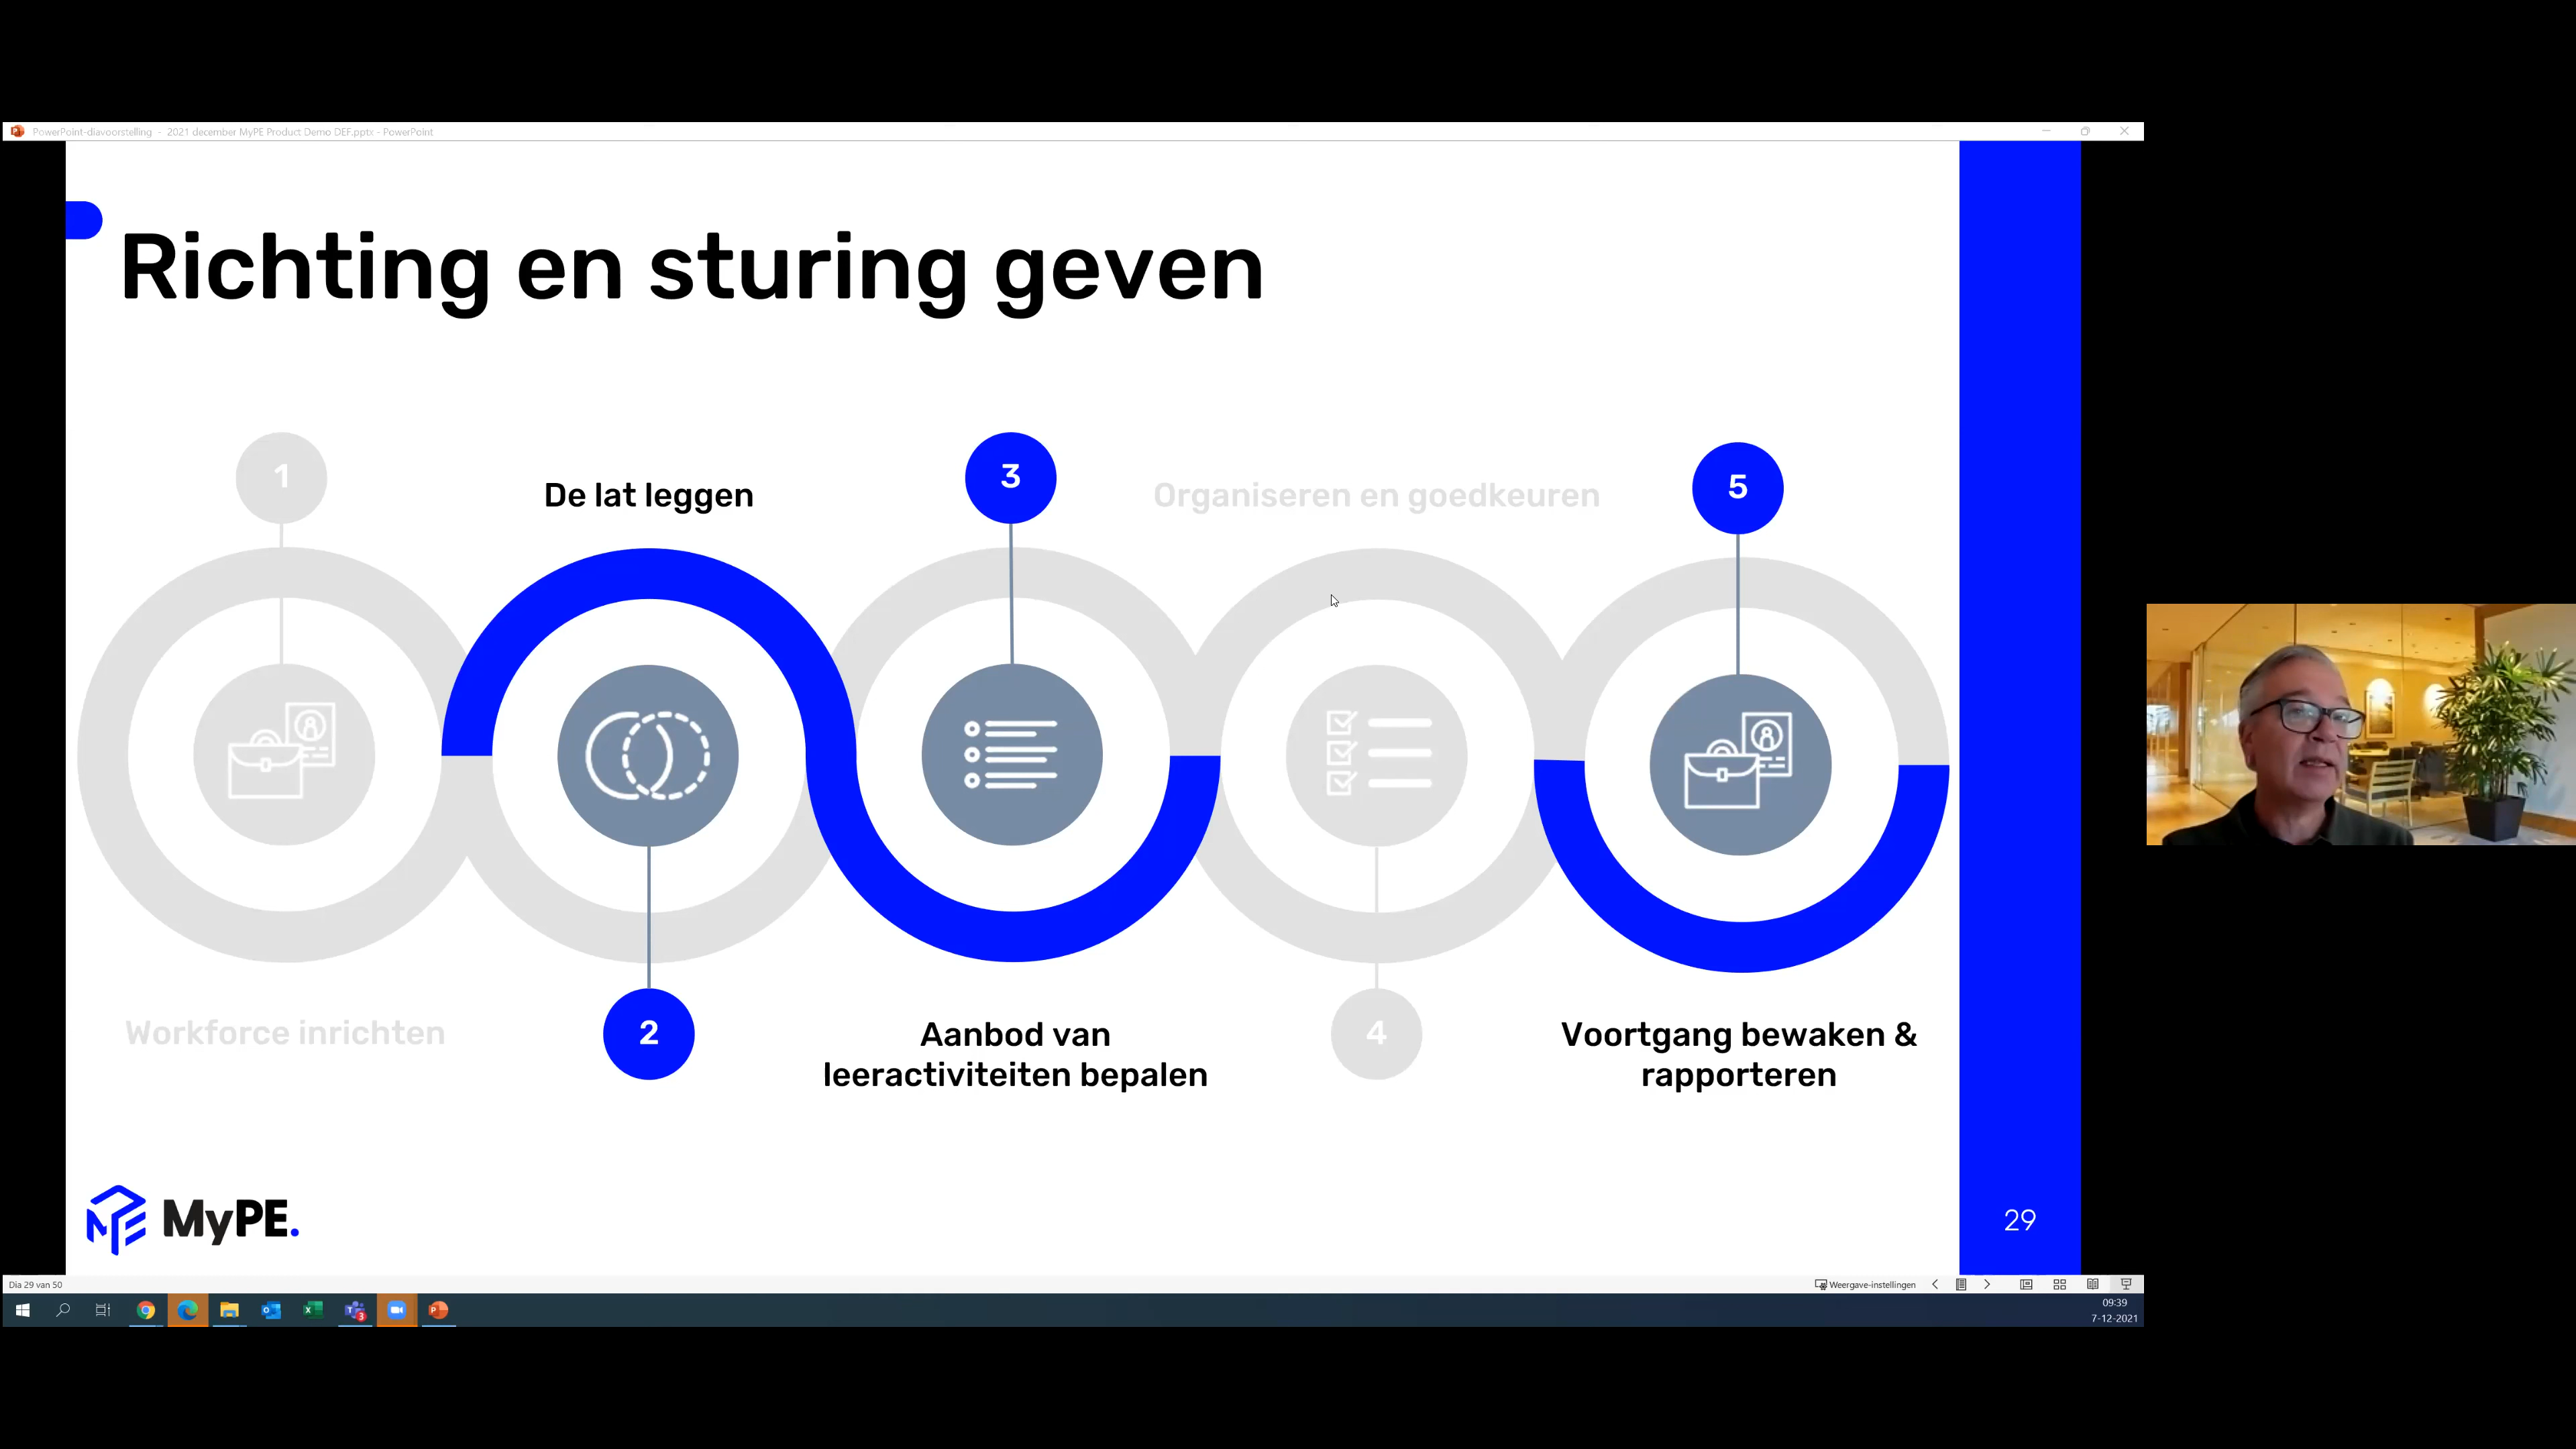 PowerPoint-diavoorstelling - 2021 december MyPE Product Demo DEF.pptx - PowerPoint
Richting en sturing geven
1
De lat leggen
3
Organiseren en goedkeuren
5
Workforce inrichten
2
Aanbod van
leeractiviteiten bepalen
4
Voortgang bewaken &
rapporteren
MyPE.
29
Dia 29 van 50
Weergave-instellingen
3
09:39
7-12-2021